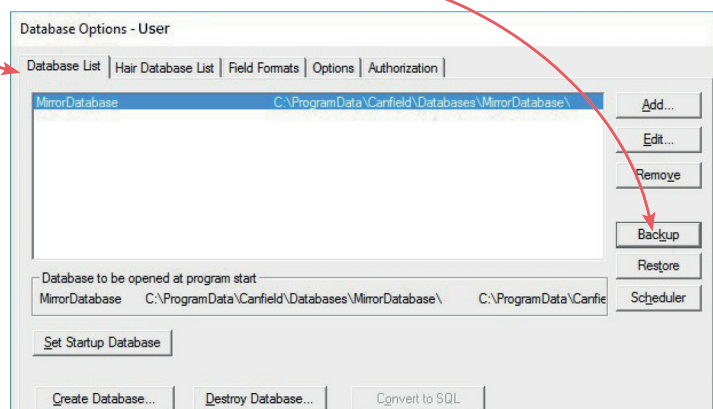 Database Options - User
Database List Hair Database List Field Formats Options Authorization
MirrorDatabase C:\ProgramData\Canfield\Databases\MirrorDatabase\
Add...
Edit...
Remove
Backup
Restore
Scheduler
Database to be opened at program start
MirrorDatabase C:\ProgramData\Canfield\Databases\MirrorDatabase\ C:\ProgramData\Canfie
Set Startup Database
Create Database... Destroy Database... Convert to SQL